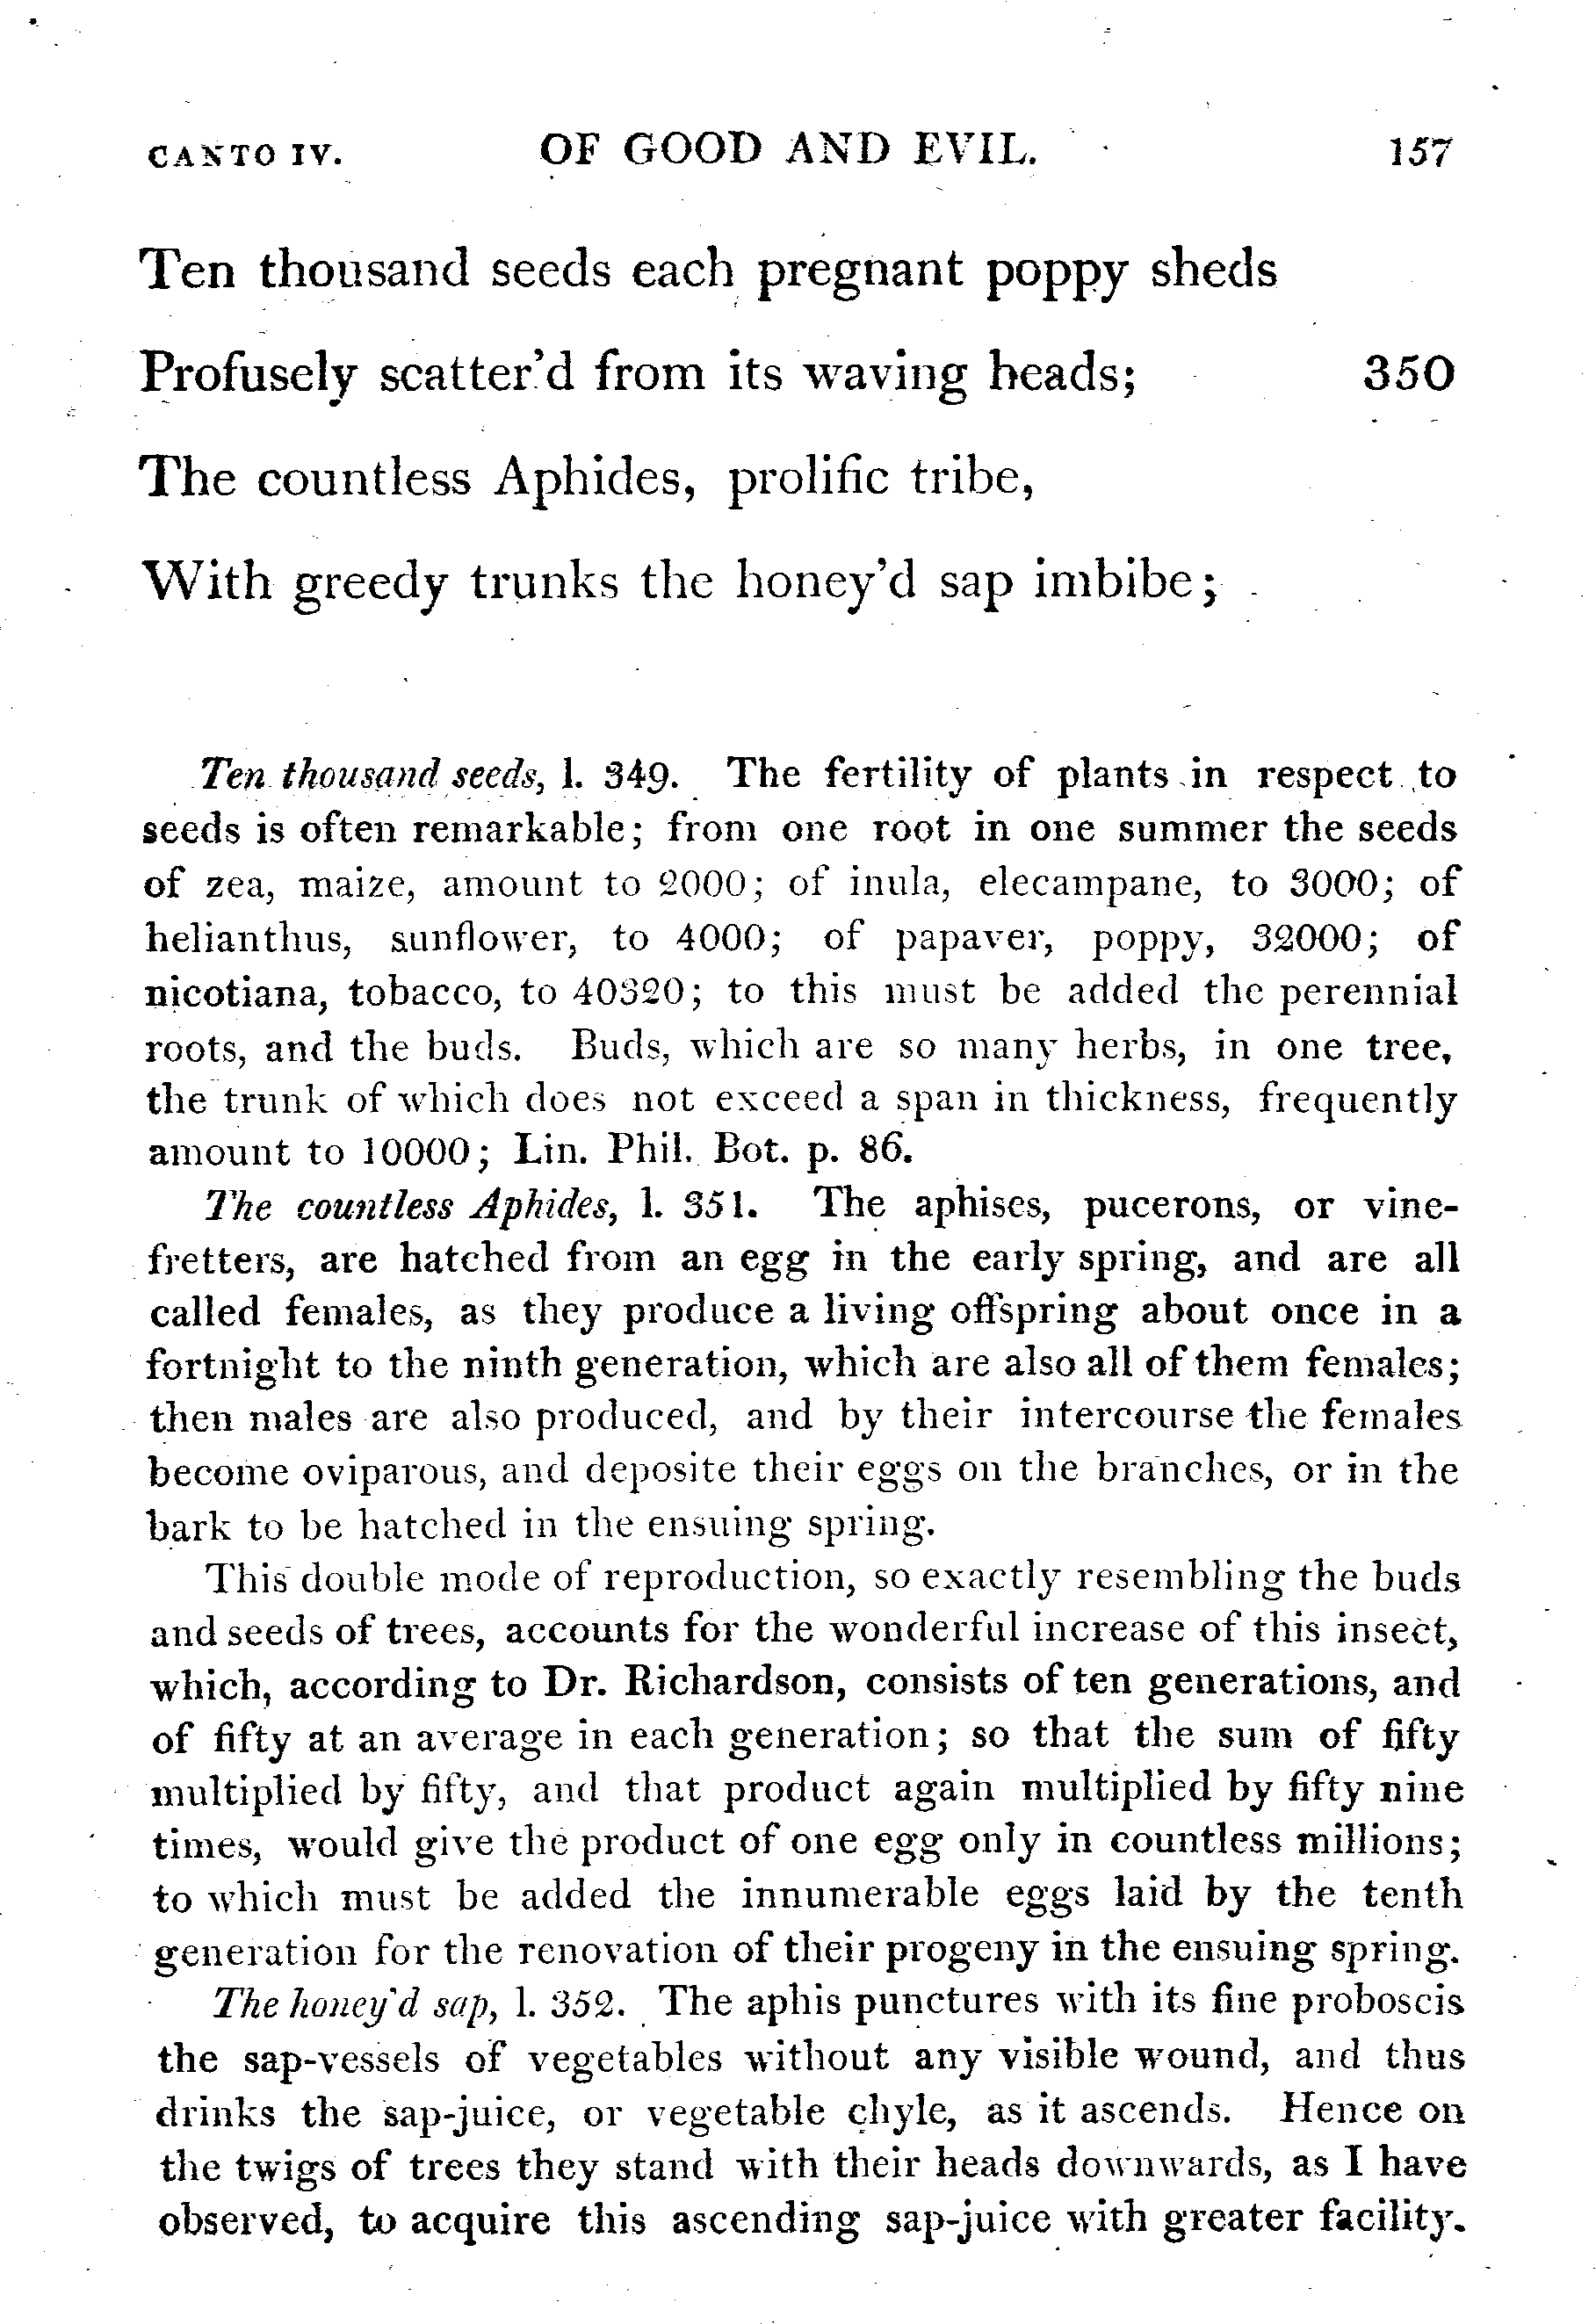 CANTO IV. OF GOOD AND EVIL. 157
Ten thousand seeds each pregnant poppy sheds
Profusely scatter'd from its waving heads; 350
The countless Aphides, prolific tribe,
With greedy trunks the honey'd sap imbibe;
Ten thousand seeds, l. 349. The fertility of plants in respect to
seeds is often remarkable; from one root in one summer the seeds
of zea, maize, amount to 2000; of inula, elecampane, to 3000; of
helianthus, sunflower, to 4000; of papaver, poppy, 32000; of
nicotiana, tobacco, to 40320; to this must be added the perennial
roots, and the buds. Buds, which are so many herbs, in one tree,
the trunk of which does not exceed a span in thickness, frequently
amount to 10000; Lin. Phil. Bot. p. 86.
The countless Aphides, l. 351. The aphises, pucerons, or vine-
fretters, are hatched from an egg in the early spring, and are all
called females, as they produce a living offspring about once in a
fortnight to the ninth generation, which are also all of them females;
then males are also produced, and by their intercourse the females
become oviparous, and deposite their eggs on the branches, or in the
bark to be hatched in the ensuing spring.
This double mode of reproduction, so exactly resembling the buds
and seeds of trees, accounts for the wonderful increase of this insect,
which, according to Dr. Richardson, consists of ten generations, and
of fifty at an average in each generation; so that the sum of fifty
multiplied by fifty, and that product again multiplied by fifty nine
times, would give the product of one egg only in countless millions;
to which must be added the innumerable eggs laid by the tenth
generation for the renovation of their progeny in the ensuing spring.
The honey'd sap, l. 352. The aphis punctures with its fine proboscis
the sap-vessels of vegetables without any visible wound, and thus
drinks the sap-juice, or vegetable chyle, as it ascends. Hence on
the twigs of trees they stand with their heads downwards, as I have
observed, to acquire this ascending sap-juice with greater facility.